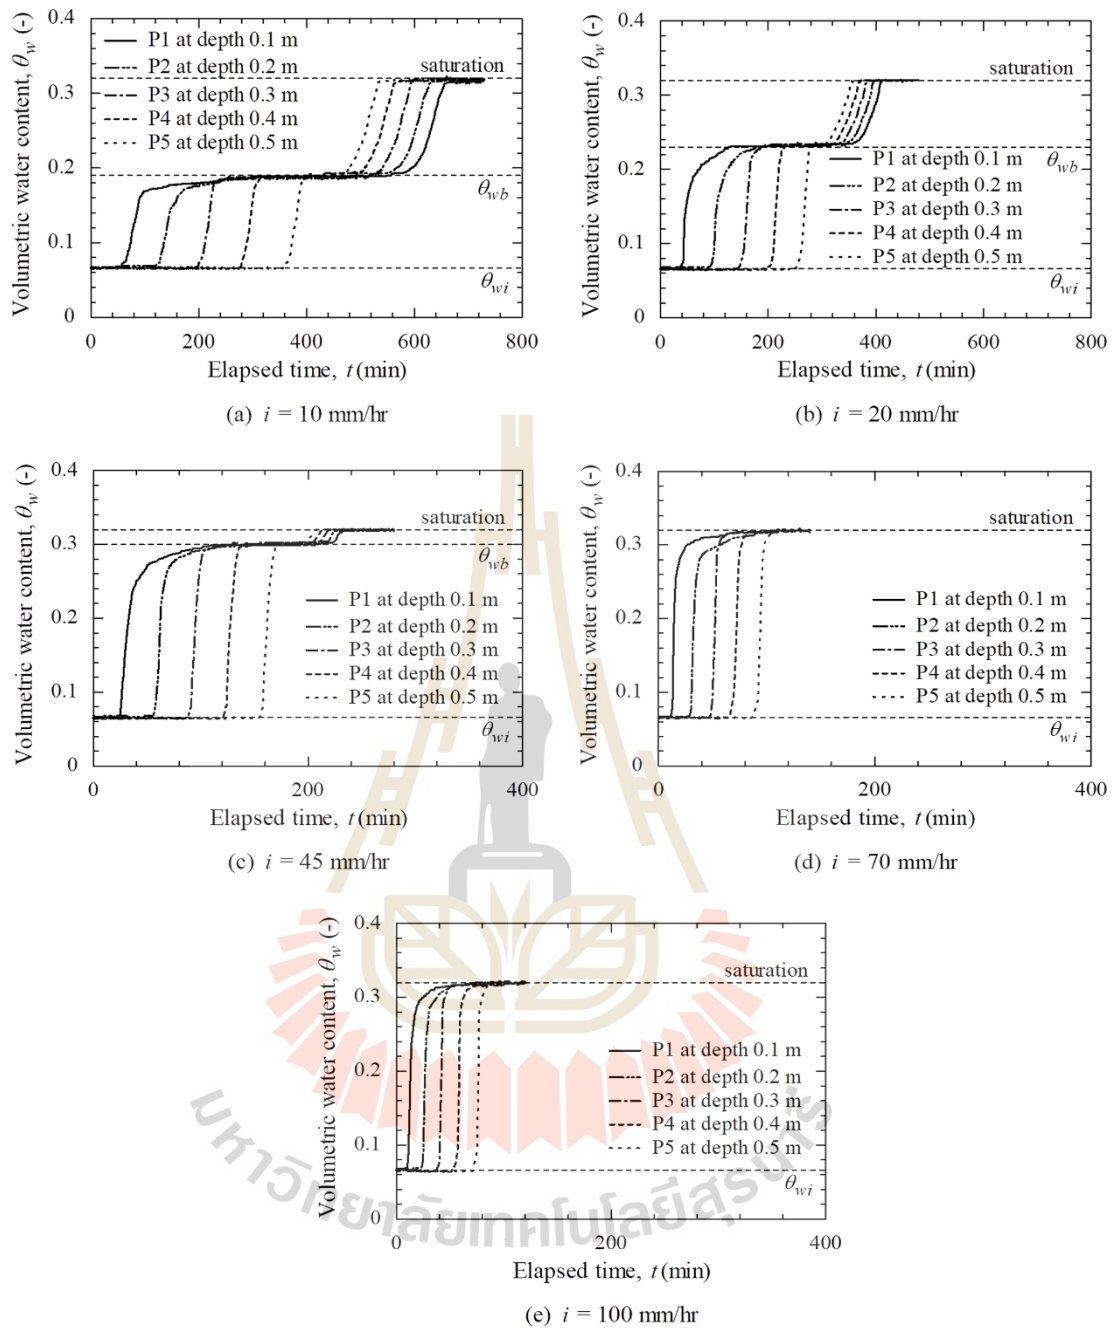 Volumetric water content, θw (-)
0.4
0.3
0.2
0.1
0
P1 at depth 0.1 m
P2 at depth 0.2 m
P3 at depth 0.3 m
P4 at depth 0.4 m
P5 at depth 0.5 m
saturation
θwb
θwi
0 200 400 600 800
Elapsed time, t (min)
(a) i = 10 mm/hr
Volumetric water content, θw (-)
0.4
0.3
0.2
0.1
0
saturation
θwb
P1 at depth 0.1 m
P2 at depth 0.2 m
P3 at depth 0.3 m
P4 at depth 0.4 m
P5 at depth 0.5 m
θwi
0 200 400 600 800
Elapsed time, t (min)
(b) i = 20 mm/hr
Volumetric water content, θw (-)
0.4
0.3
0.2
0.1
0
saturation
θwb
P1 at depth 0.1 m
P2 at depth 0.2 m
P3 at depth 0.3 m
P4 at depth 0.4 m
P5 at depth 0.5 m
θwi
0 200 400
Elapsed time, t (min)
(c) i = 45 mm/hr
Volumetric water content, θw (-)
0.4
0.3
0.2
0.1
0
saturation
P1 at depth 0.1 m
P2 at depth 0.2 m
P3 at depth 0.3 m
P4 at depth 0.4 m
P5 at depth 0.5 m
θwi
0 200 400
Elapsed time, t (min)
(d) i = 70 mm/hr
Volumetric water content, θw (-)
0.4
0.3
0.2
0.1
0
saturation
P1 at depth 0.1 m
P2 at depth 0.2 m
P3 at depth 0.3 m
P4 at depth 0.4 m
P5 at depth 0.5 m
θwi
0 200 400
Elapsed time, t (min)
(e) i = 100 mm/hr
มหาวิทยาลัยเทคโนโลยีสุรนารี